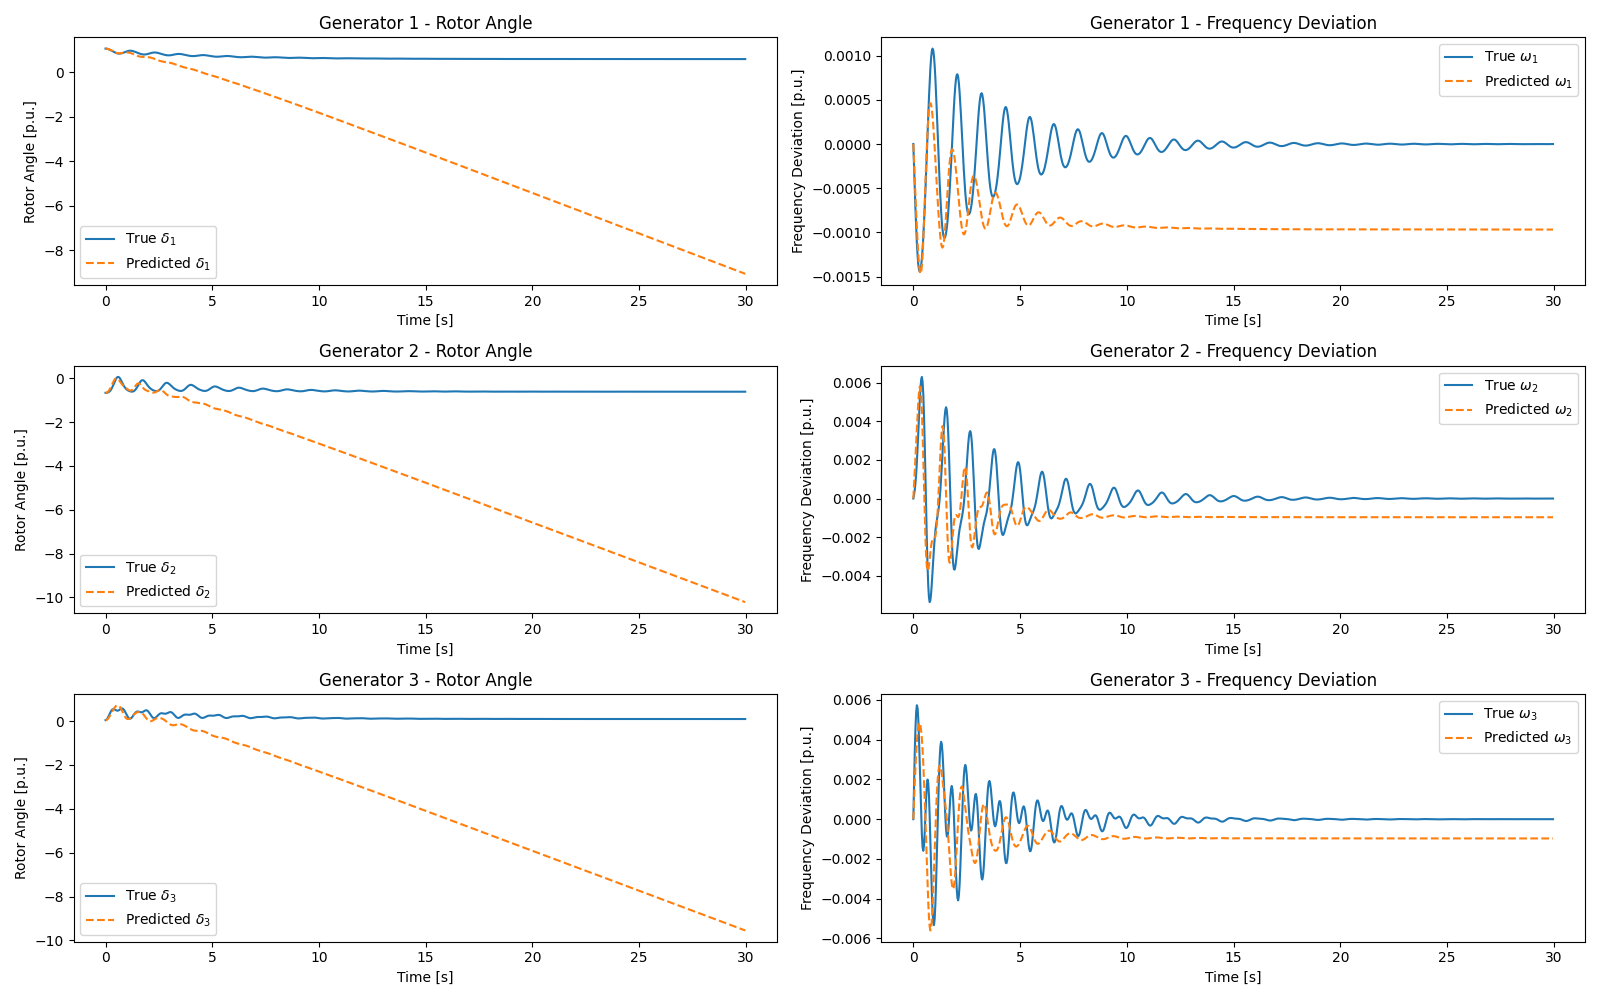 Generator 1 - Rotor Angle
Rotor Angle [p.u.]
0
−2
−4
−6
−8
True δ1
Predicted δ1
0 5 10 15 20 25 30
Time [s]
Generator 1 - Frequency Deviation
Frequency Deviation [p.u.]
0.0010
0.0005
0.0000
−0.0005
−0.0010
−0.0015
True ω1
Predicted ω1
0 5 10 15 20 25 30
Time [s]
Generator 2 - Rotor Angle
Rotor Angle [p.u.]
0
−2
−4
−6
−8
−10
True δ2
Predicted δ2
0 5 10 15 20 25 30
Time [s]
Generator 2 - Frequency Deviation
Frequency Deviation [p.u.]
0.006
0.004
0.002
0.000
−0.002
−0.004
True ω2
Predicted ω2
0 5 10 15 20 25 30
Time [s]
Generator 3 - Rotor Angle
Rotor Angle [p.u.]
0
−2
−4
−6
−8
−10
True δ3
Predicted δ3
0 5 10 15 20 25 30
Time [s]
Generator 3 - Frequency Deviation
Frequency Deviation [p.u.]
0.006
0.004
0.002
0.000
−0.002
−0.004
−0.006
True ω3
Predicted ω3
0 5 10 15 20 25 30
Time [s]